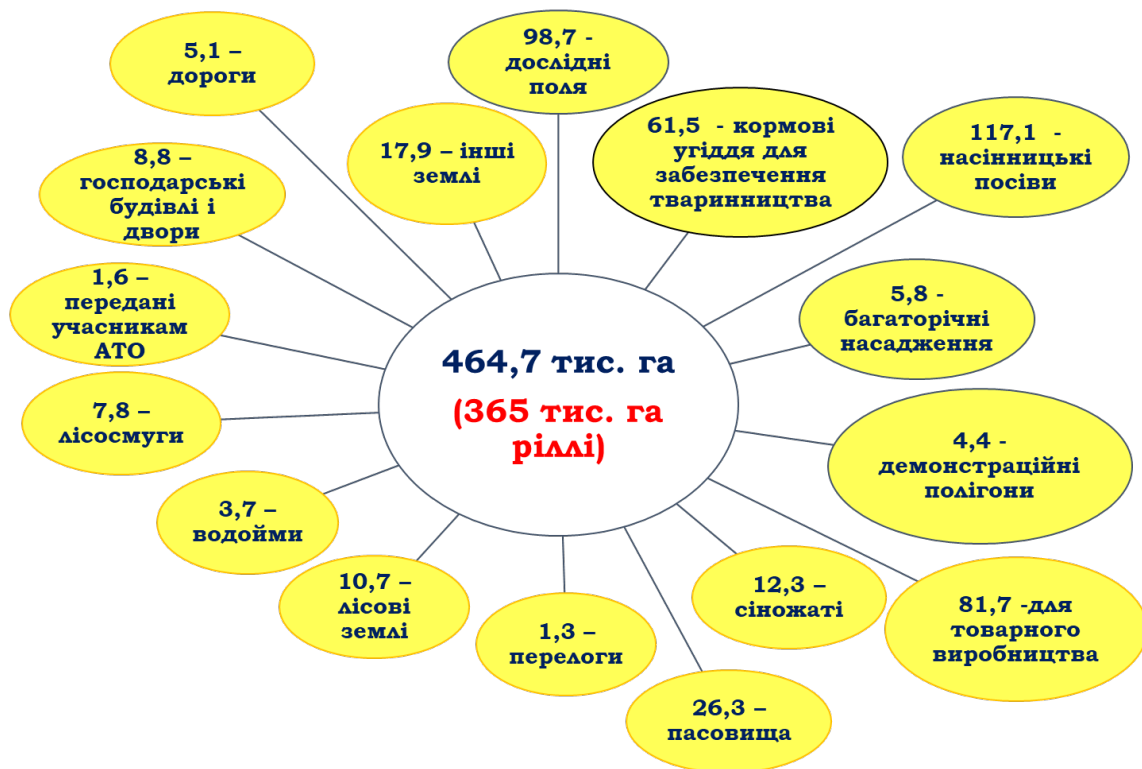 5,1 –
дороги
98,7 -
дослідні
поля
61,5 - кормові
угіддя для
забезпечення
тваринництва
117,1 -
насінницькі
посіви
17,9 – інші
землі
8,8 –
господарські
будівлі і
двори
1,6 –
передані
учасникам
АТО
5,8 -
багаторічні
насадження
464,7 тис. га
(365 тис. га
ріллі)
7,8 –
лісосмуги
4,4 -
демонстраційні
полігони
3,7 –
водойми
10,7 –
лісові
землі
1,3 –
перелоги
12,3 –
сіножаті
81,7 -для
товарного
виробництва
26,3 –
пасовища